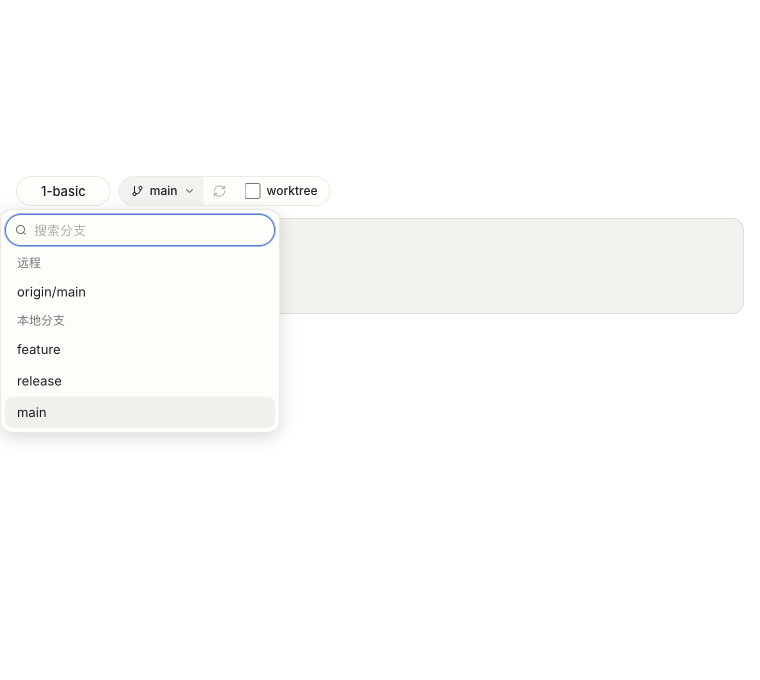 1-basic main worktree
搜索分支
远程
origin/main
本地分支
feature
release
main